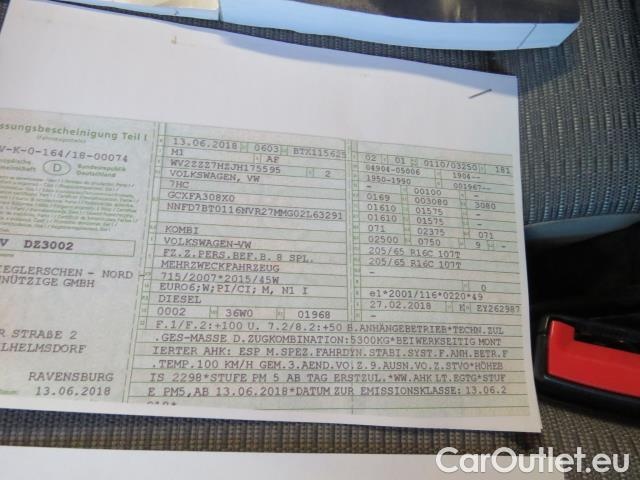 ssungsbescheinigung Teil I
V-K-0-164/18-00074
D
Bundesrepublik
Deutschland
V DZ3002
EGLERSCHEN - NORD
NÜTZIGE GMBH
R STRAßE 2
LHELMSDORF
RAVENSBURG
13.06.2018
13.06.2018 0603 BTX115625
M1 AF
WV2ZZZ7HZJH175595 2
VOLKSWAGEN, VW
7HC
GCXFA308X0
NNFD7BT0116NVR27MMG02L63291
KOMBI
VOLKSWAGEN-VW
FZ.Z.PERS.BEF.B. 8 SPL.
MEHRZWECKFAHRZEUG
715/2007*2015/45W
EURO6;W;PI/CI; M, N1 I
DIESEL
0002 36W0 01968
02 01 0110/03250 181
04904-05006 1904--
1950-1990 001967--
- 00100 -
0169 003080 3080
01610 01575 -
01610 01575 -
071 02375 071
02500 0750 9 -
205/65 R16C 107T
205/65 R16C 107T
-
-
0
e1*2001/116*0220*49
27.02.2018 K EY262987
F.1/F.2:+100 U. 7.2/8.2:+50 B.ANHÄNGEBETRIEB*TECHN.ZUL
.GES-MASSE D.ZUGKOMBINATION:5300KG*BEIWERKSEITIG MONT
IERTER AHK: ESP M.SPEZ.FAHRDYN.STABI.SYST.F.ANH.BETR.F
.TEMP.100 KM/H GEM.3.AEND.VO.Z.9.AUSN.VO.Z.STVO*HÖHEB
IS 2298*STUFE PM 5 AB TAG ERSTZUL.*WW.AHK LT.EGTG*STUF
E PM5,AB 13.06.2018*DATUM ZUR EMISSIONSKLASSE: 13.06.2
018*
CarOutlet.eu